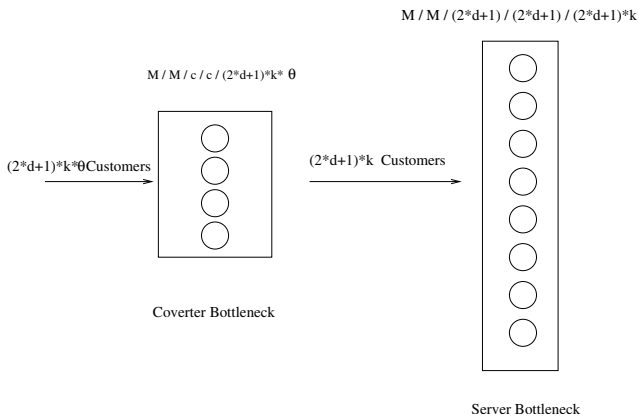 M / M / (2*d+1) / (2*d+1) / (2*d+1)*k
M / M / c / c / (2*d+1)*k* θ
(2*d+1)*k*θCustomers
(2*d+1)*k Customers
Coverter Bottleneck
Server Bottleneck